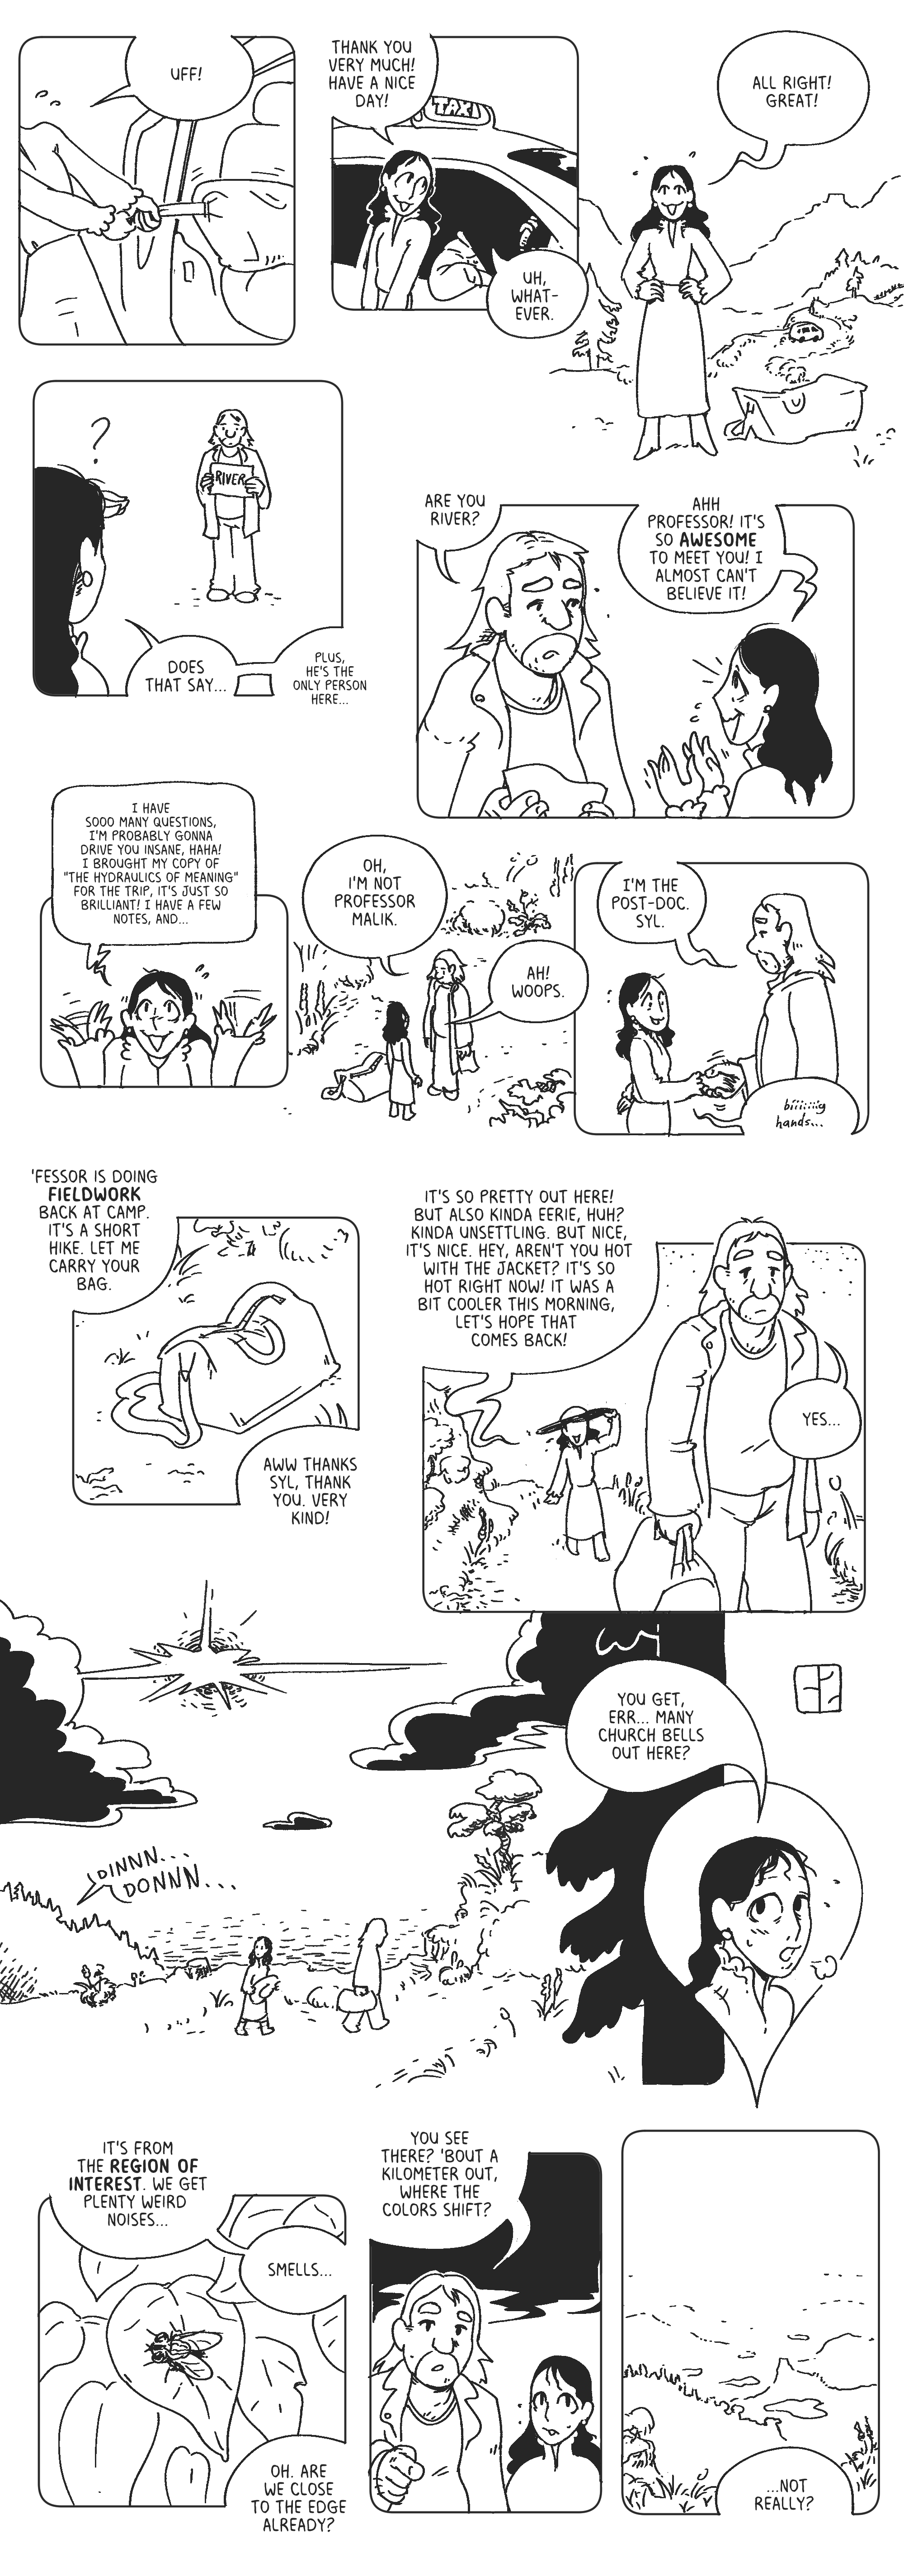 UFF!
THANK YOU
VERY MUCH!
HAVE A NICE
DAY!
TAXI
UH,
WHAT-
EVER.
ALL RIGHT!
GREAT!
?
RIVER
DOES
THAT SAY...
PLUS,
HE'S THE
ONLY PERSON
HERE...
ARE YOU
RIVER?
AHH
PROFESSOR! IT'S
SO AWESOME
TO MEET YOU! I
ALMOST CAN'T
BELIEVE IT!
I HAVE
SOOO MANY QUESTIONS,
I'M PROBABLY GONNA
DRIVE YOU INSANE, HAHA!
I BROUGHT MY COPY OF
"THE HYDRAULICS OF MEANING"
FOR THE TRIP, IT'S JUST SO
BRILLIANT! I HAVE A FEW
NOTES, AND...
OH,
I'M NOT
PROFESSOR
MALIK.
AH!
WOOPS.
I'M THE
POST-DOC.
SYL.
biiiiiig
hands...
'FESSOR IS DOING
FIELDWORK
BACK AT CAMP.
IT'S A SHORT
HIKE. LET ME
CARRY YOUR
BAG.
AWW THANKS
SYL, THANK
YOU. VERY
KIND!
IT'S SO PRETTY OUT HERE!
BUT ALSO KINDA EERIE, HUH?
KINDA UNSETTLING. BUT NICE,
IT'S NICE. HEY, AREN'T YOU HOT
WITH THE JACKET? IT'S SO
HOT RIGHT NOW! IT WAS A
BIT COOLER THIS MORNING,
LET'S HOPE THAT
COMES BACK!
YES...
YOU GET,
ERR... MANY
CHURCH BELLS
OUT HERE?
DINNN...
DONNN...
IT'S FROM
THE REGION OF
INTEREST. WE GET
PLENTY WEIRD
NOISES...
SMELLS...
OH. ARE
WE CLOSE
TO THE EDGE
ALREADY?
YOU SEE
THERE? 'BOUT A
KILOMETER OUT,
WHERE THE
COLORS SHIFT?
...NOT
REALLY?